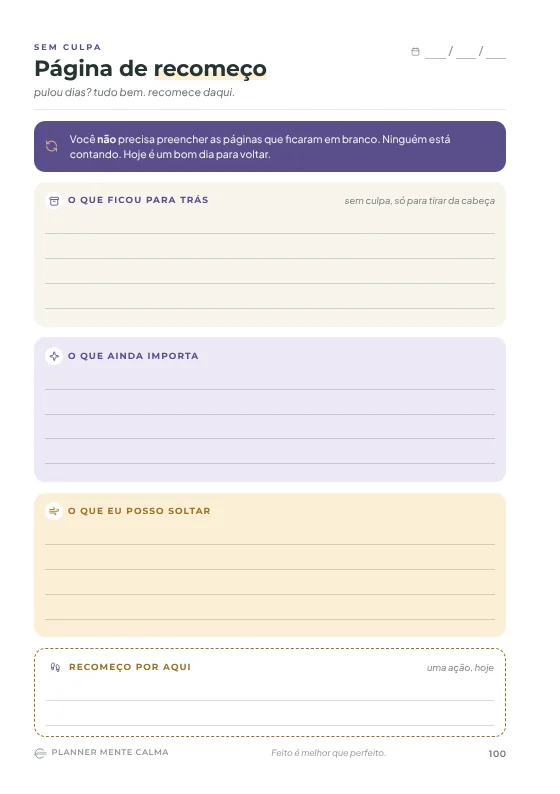 SEM CULPA
Página de recomeço
___ / ___ / ___
pulou dias? tudo bem. recomece daqui.
Você não precisa preencher as páginas que ficaram em branco. Ninguém está
contando. Hoje é um bom dia para voltar.
O QUE FICOU PARA TRÁS
sem culpa, só para tirar da cabeça
O QUE AINDA IMPORTA
O QUE EU POSSO SOLTAR
RECOMEÇO POR AQUI
uma ação, hoje
PLANNER MENTE CALMA
Feito é melhor que perfeito.
100